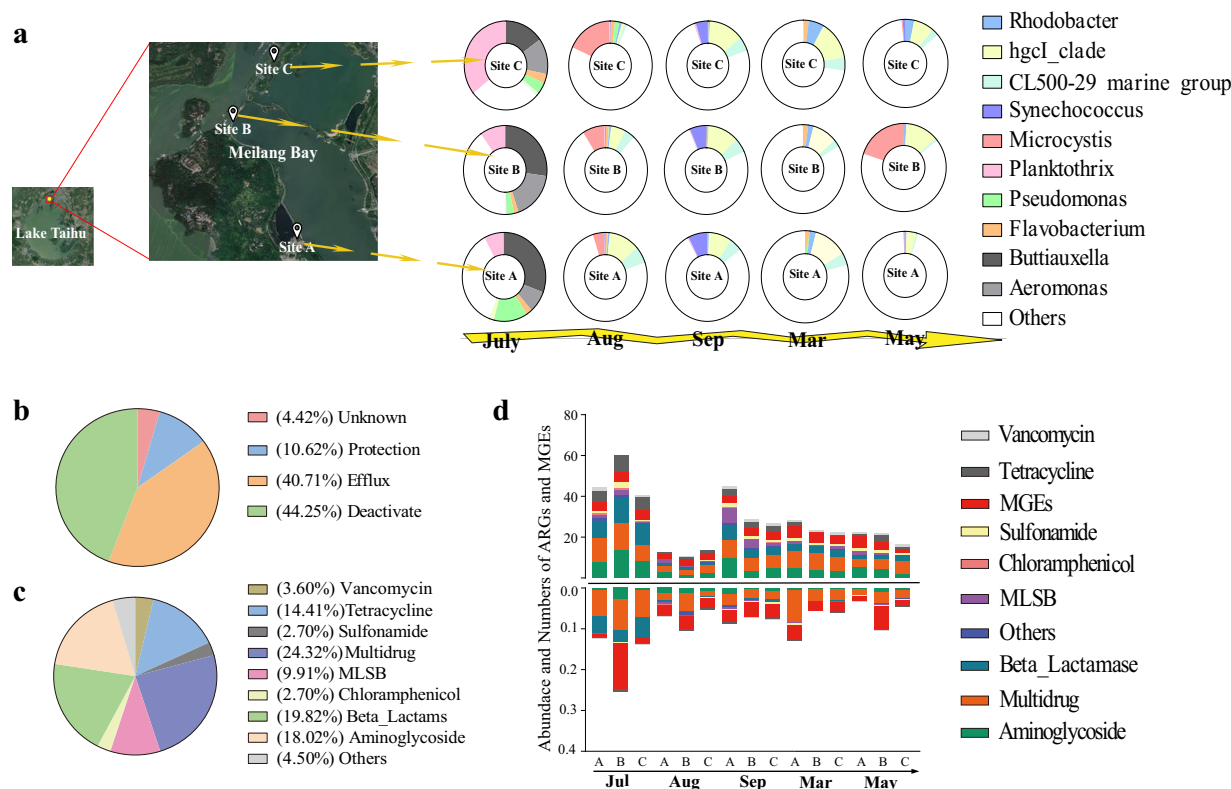 a
Site C
Site B
Meilang Bay
Site A
Lake Taihu
Site C
Site C
Site C
Site C
Site C
Site B
Site B
Site B
Site B
Site B
Site A
Site A
Site A
Site A
Site A
July
Aug
Sep
Mar
May
Rhodobacter
hgcI_clade
CL500-29 marine group
Synechococcus
Microcystis
Planktothrix
Pseudomonas
Flavobacterium
Buttiauxella
Aeromonas
Others
b
(4.42%) Unknown
(10.62%) Protection
(40.71%) Efflux
(44.25%) Deactivate
c
(3.60%) Vancomycin
(14.41%)Tetracycline
(2.70%) Sulfonamide
(24.32%) Multidrug
(9.91%) MLSB
(2.70%) Chloramphenicol
(19.82%) Beta_Lactams
(18.02%) Aminoglycoside
(4.50%) Others
d
Abundace and Numbers of ARGs and MGEs
80
60
40
20
0.0
0.1
0.2
0.3
0.4
A B C A B C A B C A B C A B C
Jul Aug Sep Mar May
Vancomycin
Tetracycline
MGEs
Sulfonamide
Chloramphenicol
MLSB
Others
Beta_Lactamase
Multidrug
Aminoglycoside